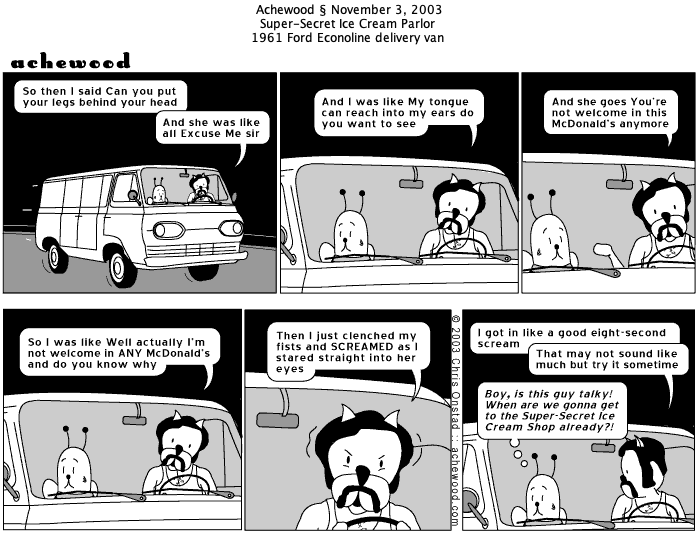 Achewood § November 3, 2003
Super-Secret Ice Cream Parlor
1961 Ford Econoline delivery van
achewood
So then I said Can you put
your legs behind your head
And she was like
all Excuse Me sir
And I was like My tongue
can reach into my ears do
you want to see
And she goes You're
not welcome in this
McDonald's anymore
So I was like Well actually I'm
not welcome in ANY McDonald's
and do you know why
Then I just clenched my
fists and SCREAMED as I
stared straight into her
eyes
© 2003 Chris Onstad :: achewood.com
I got in like a good eight-second
scream
That may not sound like
much but try it sometime
Boy, is this guy talky!
When are we gonna get
to the Super-Secret Ice
Cream Shop already?!